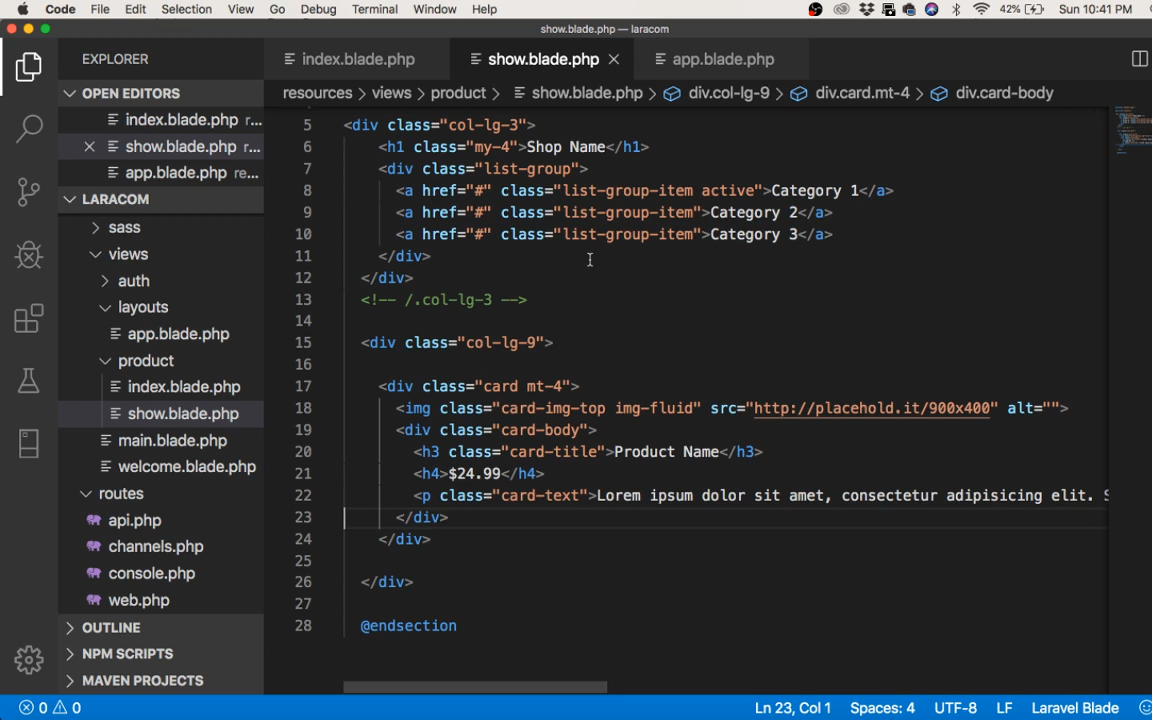 Code File Edit Selection View Go Debug Terminal Window Help 42% Sun 10:41 PM
show.blade.php — laracom
EXPLORER
OPEN EDITORS
index.blade.php r...
show.blade.php r...
app.blade.php re...
LARACOM
sass
views
auth
layouts
app.blade.php
product
index.blade.php
show.blade.php
main.blade.php
welcome.blade.php
routes
api.php
channels.php
console.php
web.php
OUTLINE
NPM SCRIPTS
MAVEN PROJECTS
index.blade.php show.blade.php app.blade.php
resources > views > product > show.blade.php > div.col-lg-9 > div.card.mt-4 > div.card-body
5 <div class="col-lg-3">
6 <h1 class="my-4">Shop Name</h1>
7 <div class="list-group">
8 <a href="#" class="list-group-item active">Category 1</a>
9 <a href="#" class="list-group-item">Category 2</a>
10 <a href="#" class="list-group-item">Category 3</a>
11 </div>
12 </div>
13 <!-- /.col-lg-3 -->
14
15 <div class="col-lg-9">
16
17 <div class="card mt-4">
18 <img class="card-img-top img-fluid" src="http://placehold.it/900x400" alt="">
19 <div class="card-body">
20 <h3 class="card-title">Product Name</h3>
21 <h4>$24.99</h4>
22 <p class="card-text">Lorem ipsum dolor sit amet, consectetur adipisicing elit.
23 </div>
24 </div>
25
26 </div>
27
28 @endsection
0 0 Ln 23, Col 1 Spaces: 4 UTF-8 LF Laravel Blade